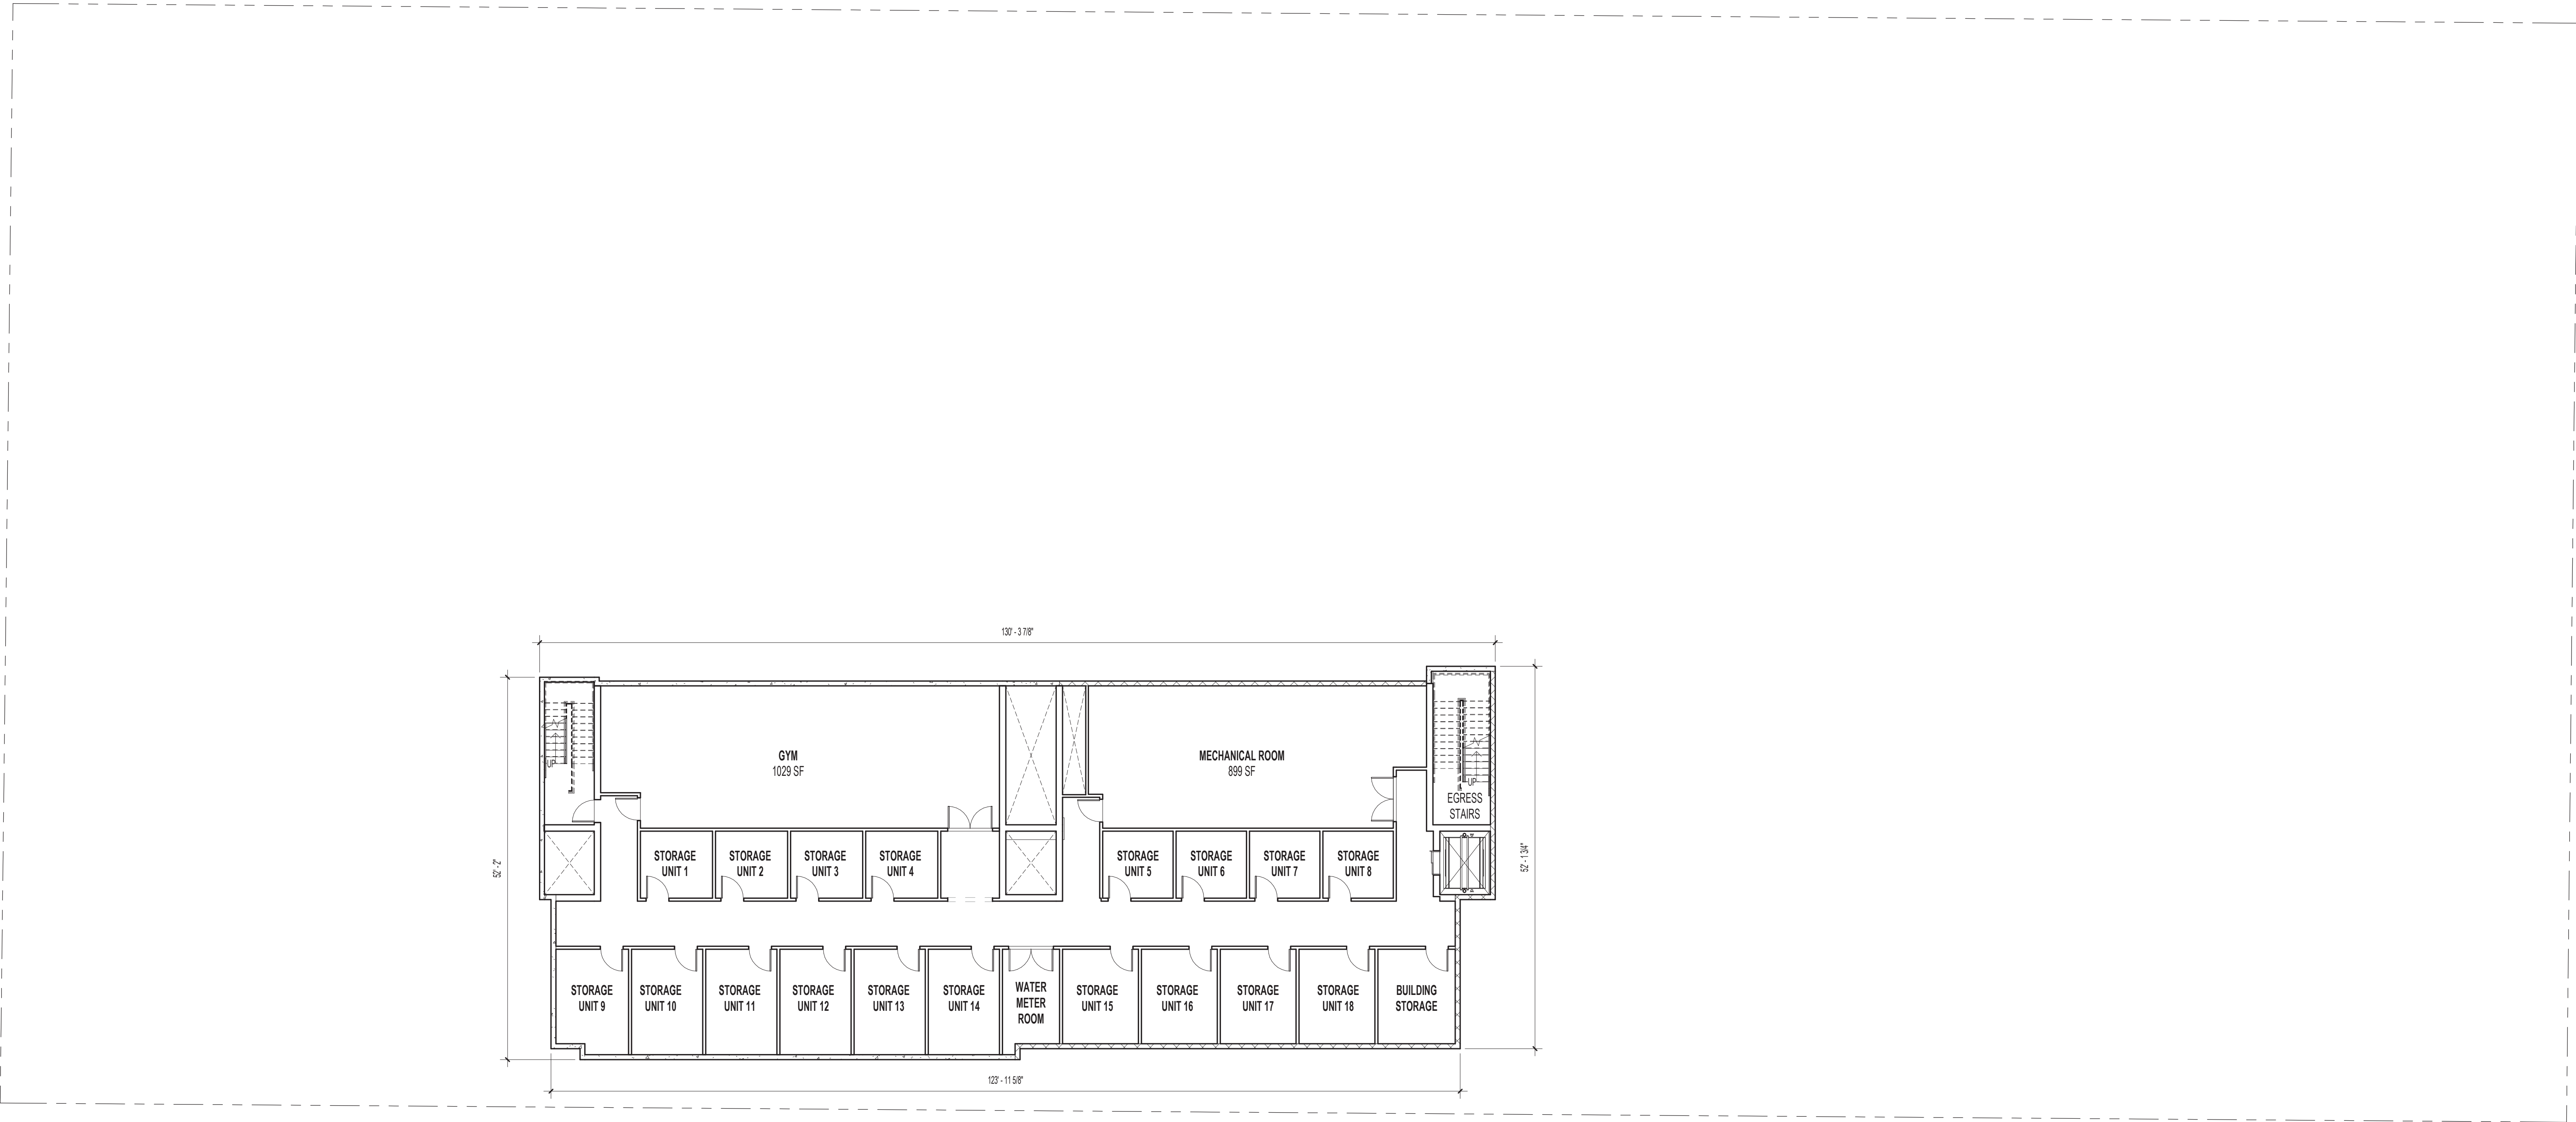 130' - 3 7/8"
52' - 2"
52' - 1 3/4"
GYM
1029 SF
MECHANICAL ROOM
899 SF
UP
UP
EGRESS
STAIRS
STORAGE
UNIT 1
STORAGE
UNIT 2
STORAGE
UNIT 3
STORAGE
UNIT 4
STORAGE
UNIT 5
STORAGE
UNIT 6
STORAGE
UNIT 7
STORAGE
UNIT 8
STORAGE
UNIT 9
STORAGE
UNIT 10
STORAGE
UNIT 11
STORAGE
UNIT 12
STORAGE
UNIT 13
STORAGE
UNIT 14
WATER
METER
ROOM
STORAGE
UNIT 15
STORAGE
UNIT 16
STORAGE
UNIT 17
STORAGE
UNIT 18
BUILDING
STORAGE
123' - 11 5/8"